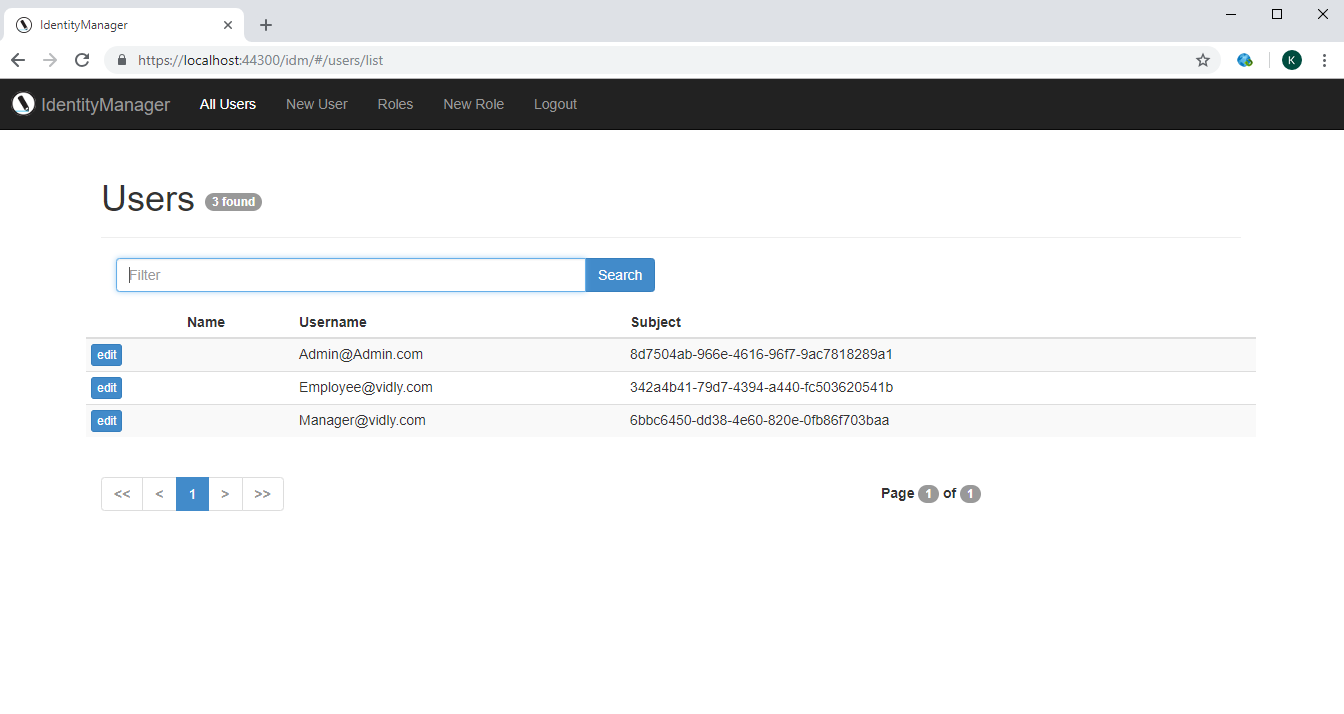 IdentityManager
https://localhost:44300/idm/#/users/list
K
IdentityManager All Users New User Roles New Role Logout
Users 3 found
Filter Search
Name Username Subject
edit Admin@Admin.com 8d7504ab-966e-4616-96f7-9ac7818289a1
edit Employee@vidly.com 342a4b41-79d7-4394-a440-fc503620541b
edit Manager@vidly.com 6bbc6450-dd38-4e60-820e-0fb86f703baa
<< < 1 > >> Page 1 of 1